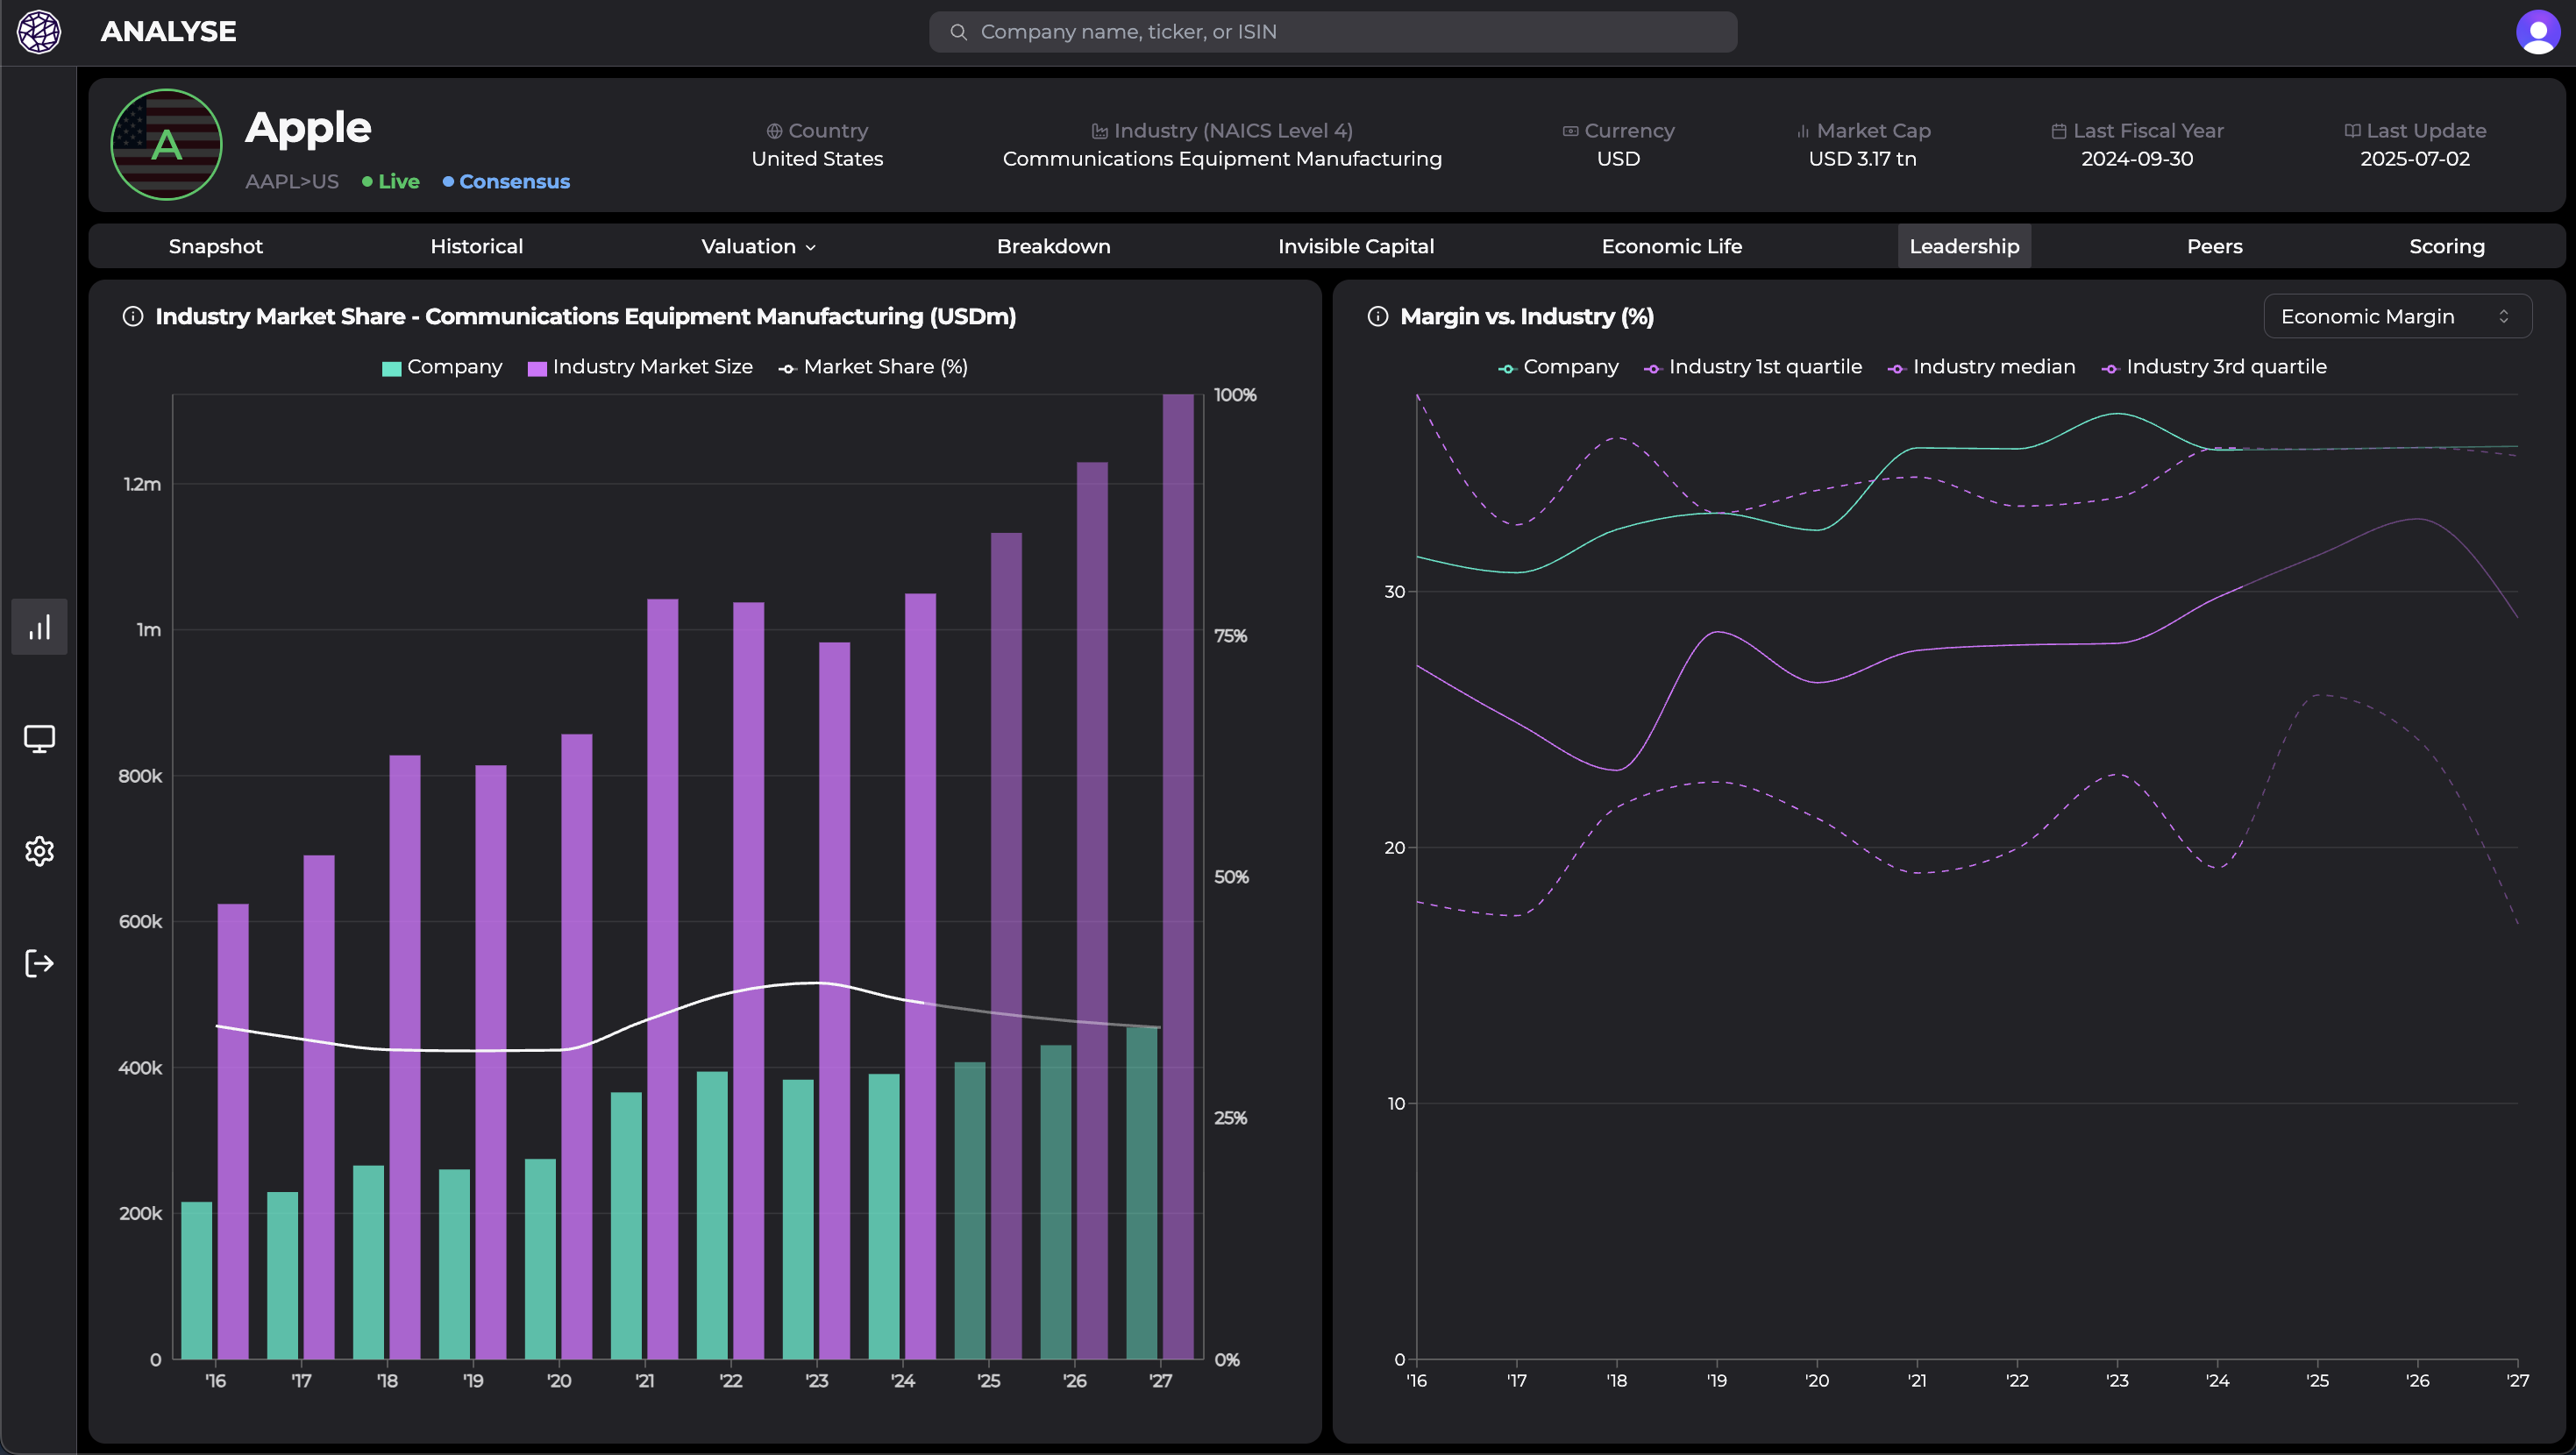 ANALYSE
Company name, ticker, or ISIN
A
Apple
AAPL>US Live Consensus
Country
United States
Industry (NAICS Level 4)
Communications Equipment Manufacturing
Currency
USD
Market Cap
USD 3.17 tn
Last Fiscal Year
2024-09-30
Last Update
2025-07-02
Snapshot Historical Valuation Breakdown Invisible Capital Economic Life Leadership Peers Scoring
Industry Market Share - Communications Equipment Manufacturing (USDm)
Company Industry Market Size Market Share (%)
100%
1.2m
75%
1m
800k
50%
600k
400k
25%
200k
0
0%
'16 '17 '18 '19 '20 '21 '22 '23 '24 '25 '26 '27
Margin vs. Industry (%)
Economic Margin
Company Industry 1st quartile Industry median Industry 3rd quartile
30
20
10
0
'16 '17 '18 '19 '20 '21 '22 '23 '24 '25 '26 '27